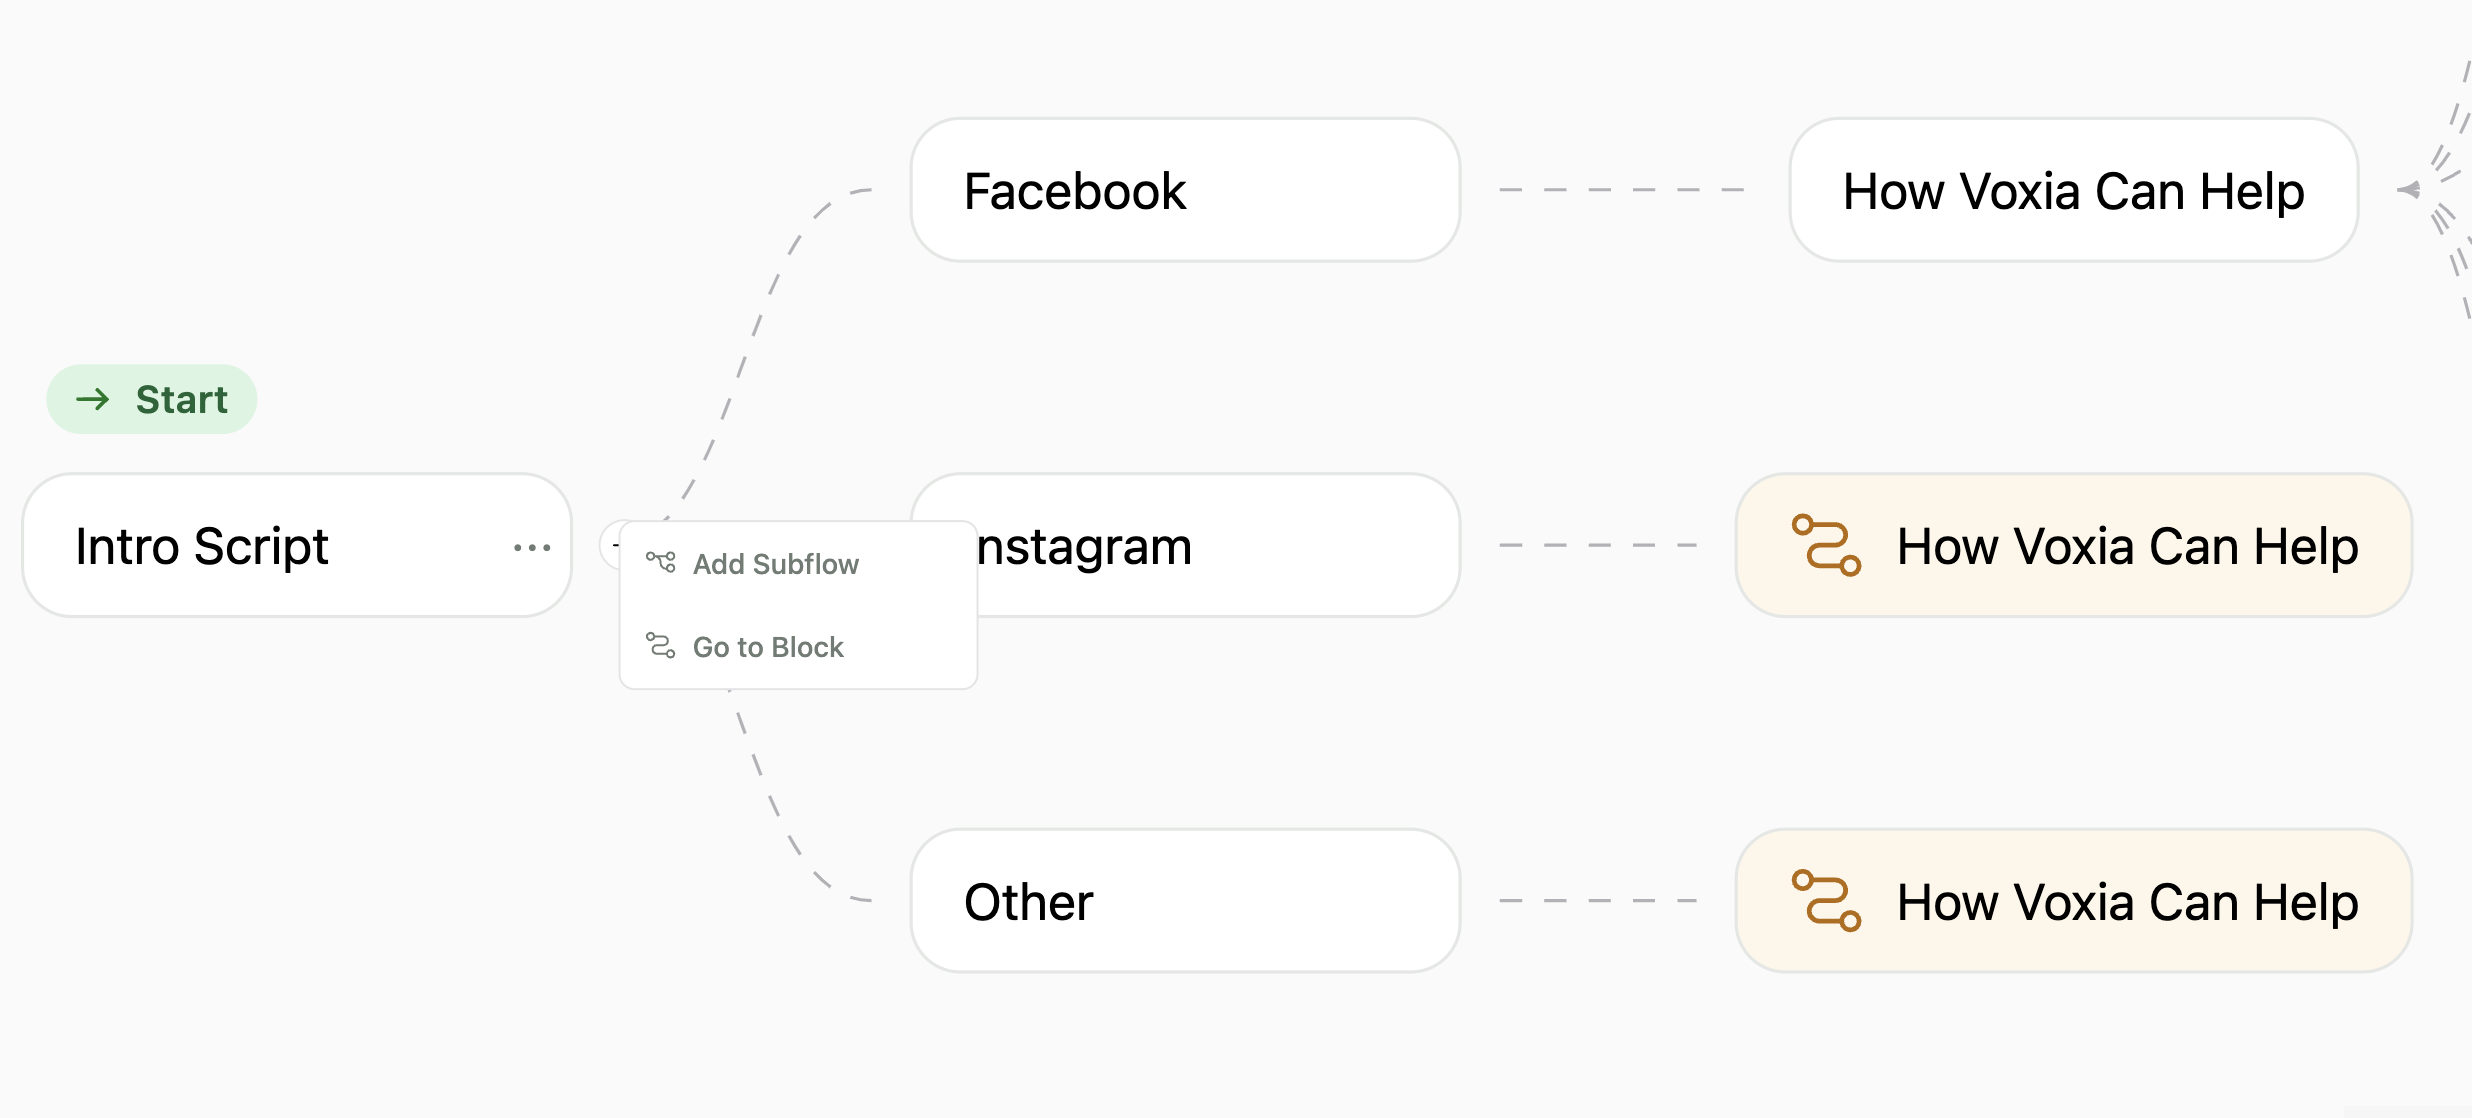 Facebook
How Voxia Can Help
Start
Intro Script
nstagram
How Voxia Can Help
Add Subflow
Go to Block
Other
How Voxia Can Help